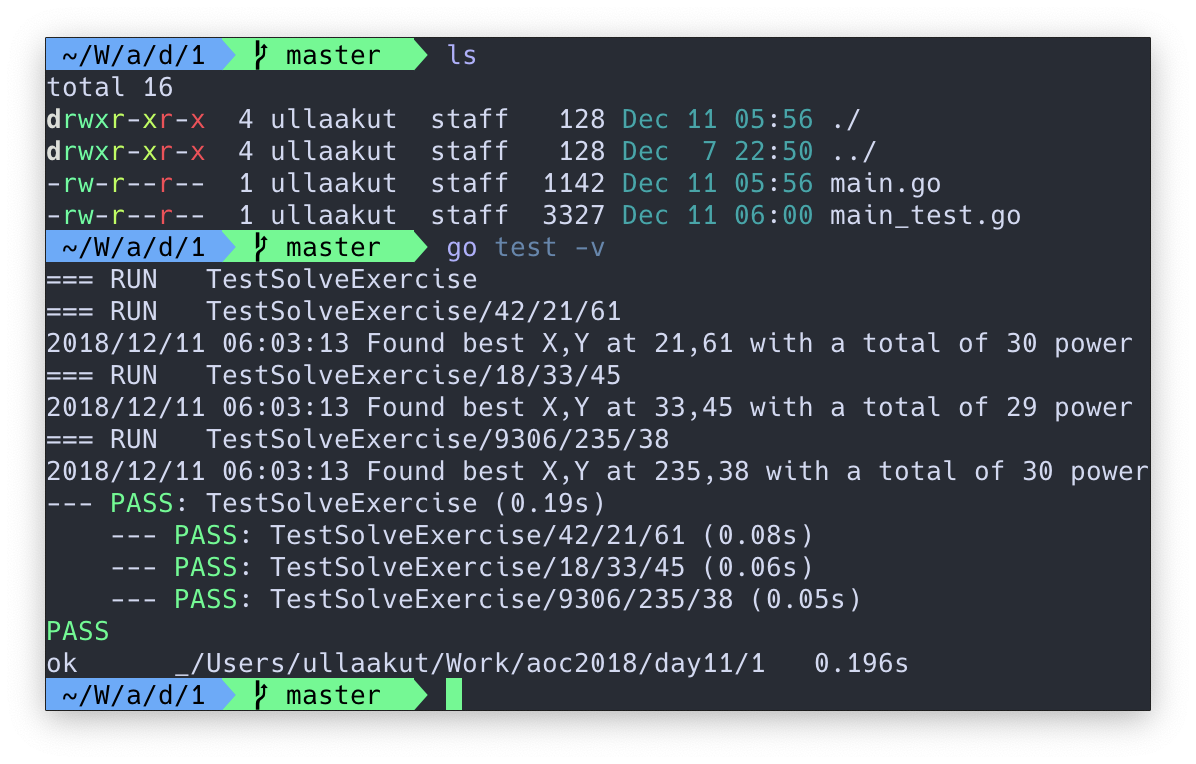 ~/W/a/d/1 master ls
total 16
drwxr-xr-x 4 ullaakut staff 128 Dec 11 05:56 ./
drwxr-xr-x 4 ullaakut staff 128 Dec 7 22:50 ../
-rw-r--r-- 1 ullaakut staff 1142 Dec 11 05:56 main.go
-rw-r--r-- 1 ullaakut staff 3327 Dec 11 06:00 main_test.go
~/W/a/d/1 master go test -v
=== RUN TestSolveExercise
=== RUN TestSolveExercise/42/21/61
2018/12/11 06:03:13 Found best X,Y at 21,61 with a total of 30 power
=== RUN TestSolveExercise/18/33/45
2018/12/11 06:03:13 Found best X,Y at 33,45 with a total of 29 power
=== RUN TestSolveExercise/9306/235/38
2018/12/11 06:03:13 Found best X,Y at 235,38 with a total of 30 power
--- PASS: TestSolveExercise (0.19s)
    --- PASS: TestSolveExercise/42/21/61 (0.08s)
    --- PASS: TestSolveExercise/18/33/45 (0.06s)
    --- PASS: TestSolveExercise/9306/235/38 (0.05s)
PASS
ok _/Users/ullaakut/Work/aoc2018/day11/1 0.196s
~/W/a/d/1 master